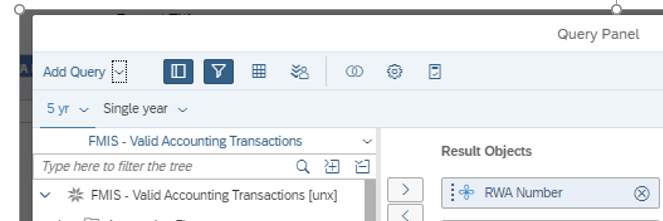 Query Panel
Add Query
5 yr Single year
FMIS - Valid Accounting Transactions
Result Objects
Type here to filter the tree
RWA Number
FMIS - Valid Accounting Transactions [unx]